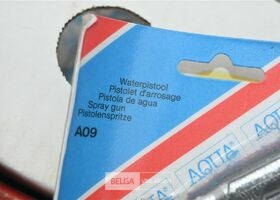 Waterpistool
Pistolet d'arrosage
Pistola de agua
Spray gun
Pistolenspritze
A09
AQUA
AQUA
BELGA